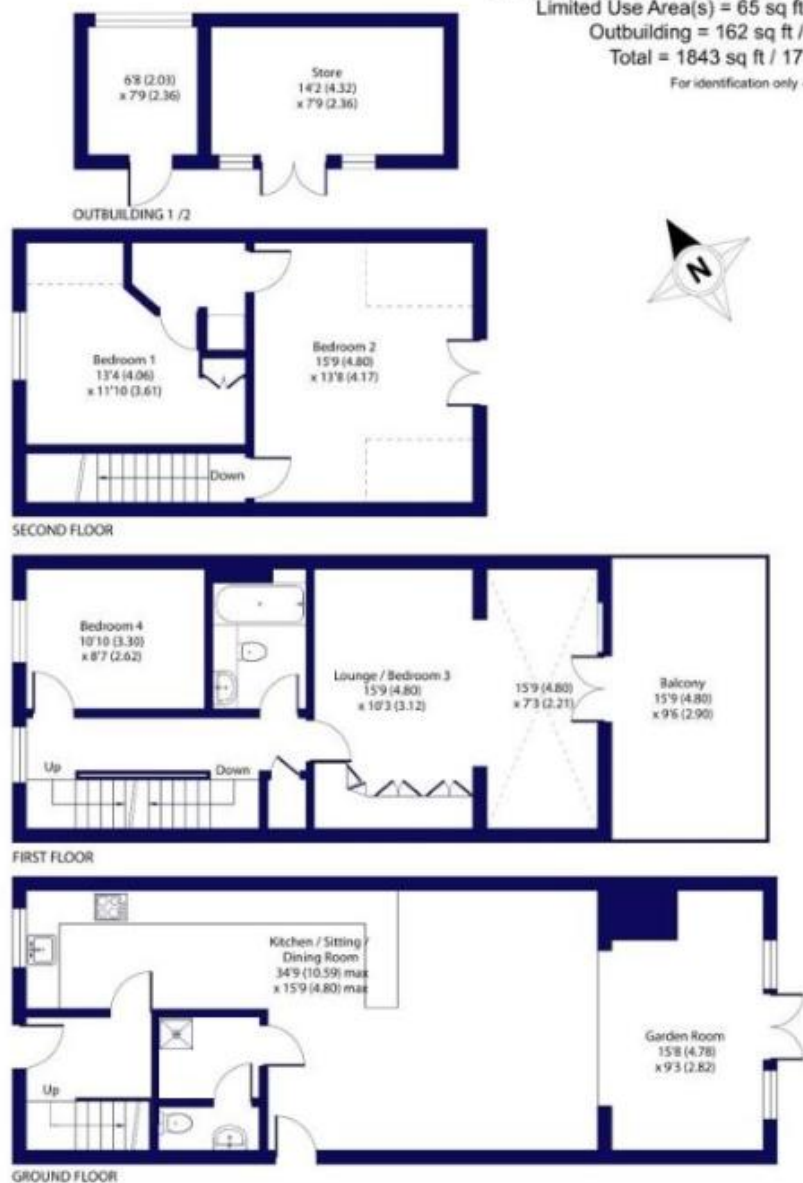 Limited Use Area(s) = 65 sq ft
Outbuilding = 162 sq ft /
Total = 1843 sq ft / 17
For identification only
6'8 (2.03)
x 7'9 (2.36)
Store
14'2 (4.32)
x 7'9 (2.36)
OUTBUILDING 1 /2
N
Bedroom 1
13'4 (4.06)
x 11'10 (3.61)
Bedroom 2
15'9 (4.80)
x 13'8 (4.17)
Down
SECOND FLOOR
Bedroom 4
10'10 (3.30)
x 8'7 (2.62)
Lounge / Bedroom 3
15'9 (4.80)
x 10'3 (3.12)
15'9 (4.80)
x 7'3 (2.21)
Balcony
15'9 (4.80)
x 9'6 (2.90)
Up
Down
FIRST FLOOR
Kitchen / Sitting /
Dining Room
34'9 (10.59) max
x 15'9 (4.80) max
Garden Room
15'8 (4.78)
x 9'3 (2.82)
Up
GROUND FLOOR